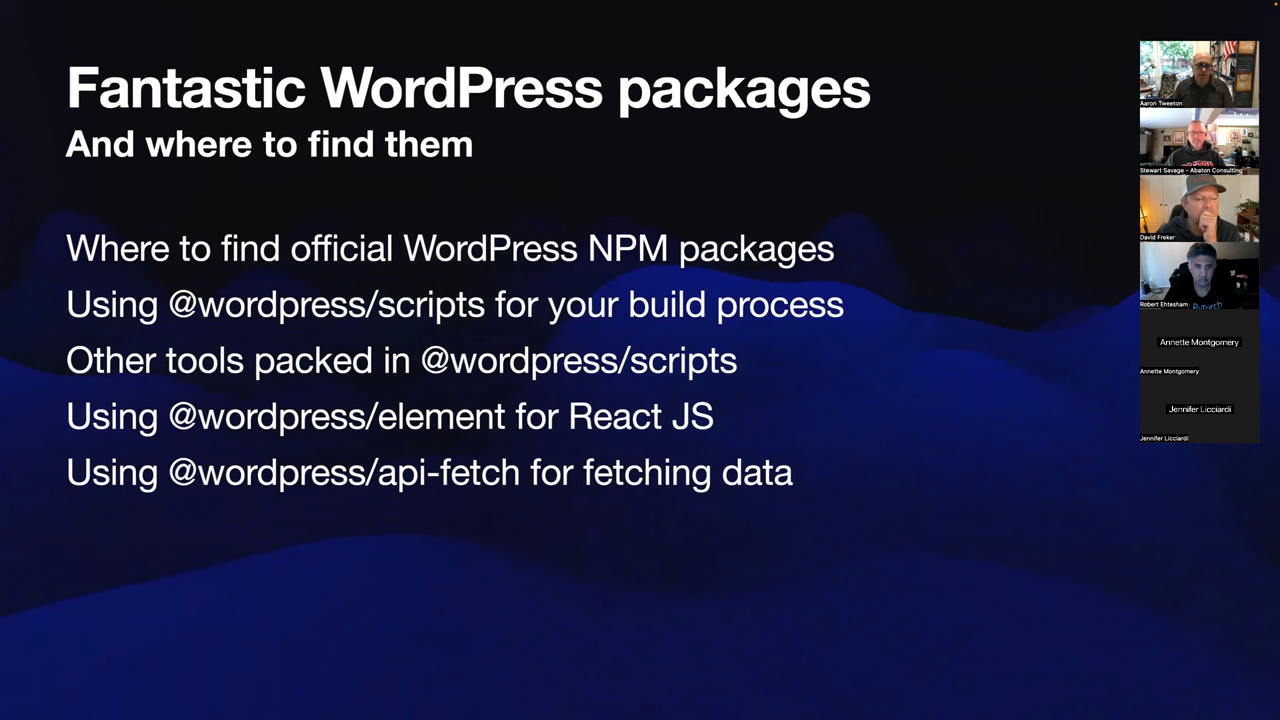 Fantastic WordPress packages
And where to find them
Where to find official WordPress NPM packages
Using @wordpress/scripts for your build process
Other tools packed in @wordpress/scripts
Using @wordpress/element for React JS
Using @wordpress/api-fetch for fetching data
Aaron Tweeton
Stewart Savage - Abaton Consulting
David Freker
Robert Ehtesham
Annette Montgomery
Annette Montgomery
Jennifer Licciardi
Jennifer Licciardi